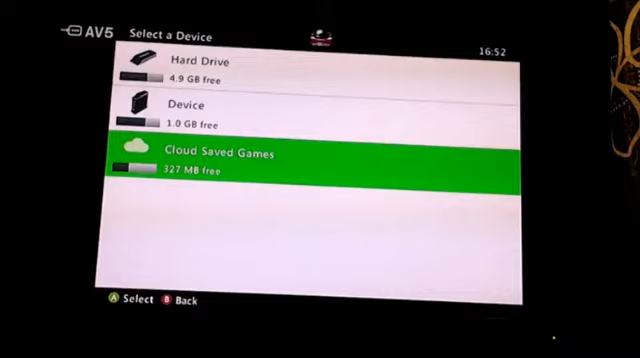 AV5
Select a Device
16:52
Hard Drive
4.9 GB free
Device
1.0 GB free
Cloud Saved Games
327 MB free
A Select B Back